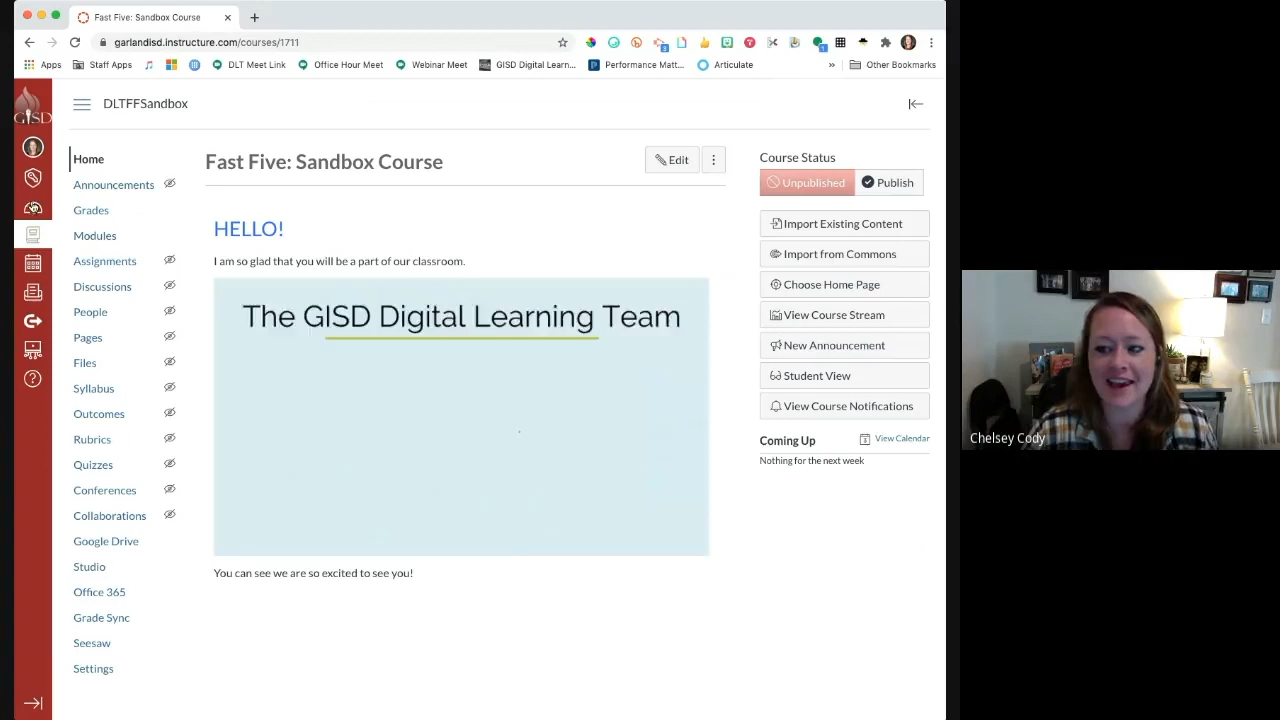 Fast Five: Sandbox Course
garlandisd.instructure.com/courses/1711
Apps
Staff Apps
DLT Meet Link
Office Hour Meet
Webinar Meet
GISD Digital Learn...
Performance Matt...
Articulate
»
Other Bookmarks
GISD
DLTFFSandbox
Home
Announcements
Grades
Modules
Assignments
Discussions
People
Pages
Files
Syllabus
Outcomes
Rubrics
Quizzes
Conferences
Collaborations
Google Drive
Studio
Office 365
Grade Sync
Seesaw
Settings
Fast Five: Sandbox Course
Edit
HELLO!
I am so glad that you will be a part of our classroom.
The GISD Digital Learning Team
You can see we are so excited to see you!
Course Status
Unpublished
Publish
Import Existing Content
Import from Commons
Choose Home Page
View Course Stream
New Announcement
Student View
View Course Notifications
Coming Up
View Calendar
Nothing for the next week
Chelsey Cody